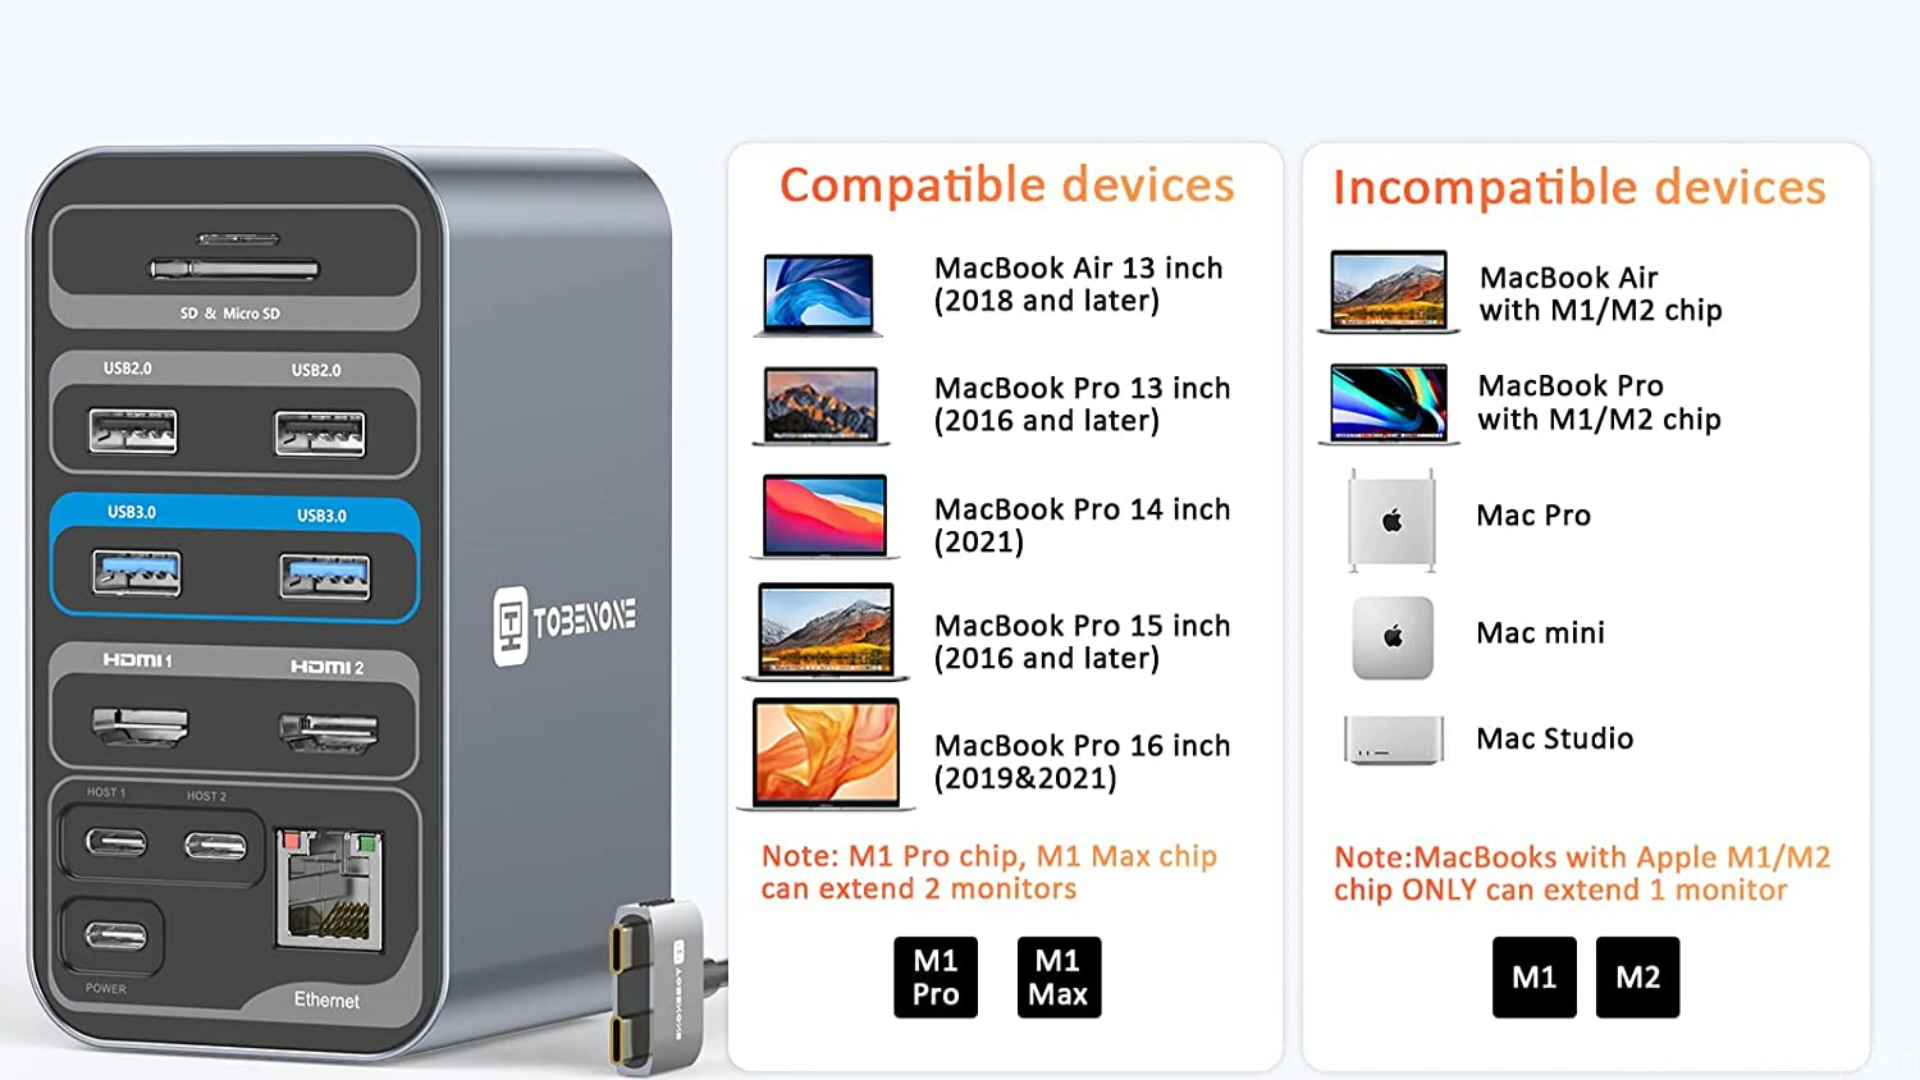 SD & Micro SD
USB2.0 USB2.0
USB3.0 USB3.0
HDMI 1 HDMI 2
HOST 1 HOST 2
POWER
Ethernet
TOBENONE
TOBENONE
Compatible devices
MacBook Air 13 inch
(2018 and later)
MacBook Pro 13 inch
(2016 and later)
MacBook Pro 14 inch
(2021)
MacBook Pro 15 inch
(2016 and later)
MacBook Pro 16 inch
(2019&2021)
Note: M1 Pro chip, M1 Max chip
can extend 2 monitors
M1
Pro
M1
Max
Incompatible devices
MacBook Air
with M1/M2 chip
MacBook Pro
with M1/M2 chip
Mac Pro
Mac mini
Mac Studio
Note:MacBooks with Apple M1/M2
chip ONLY can extend 1 monitor
M1 M2